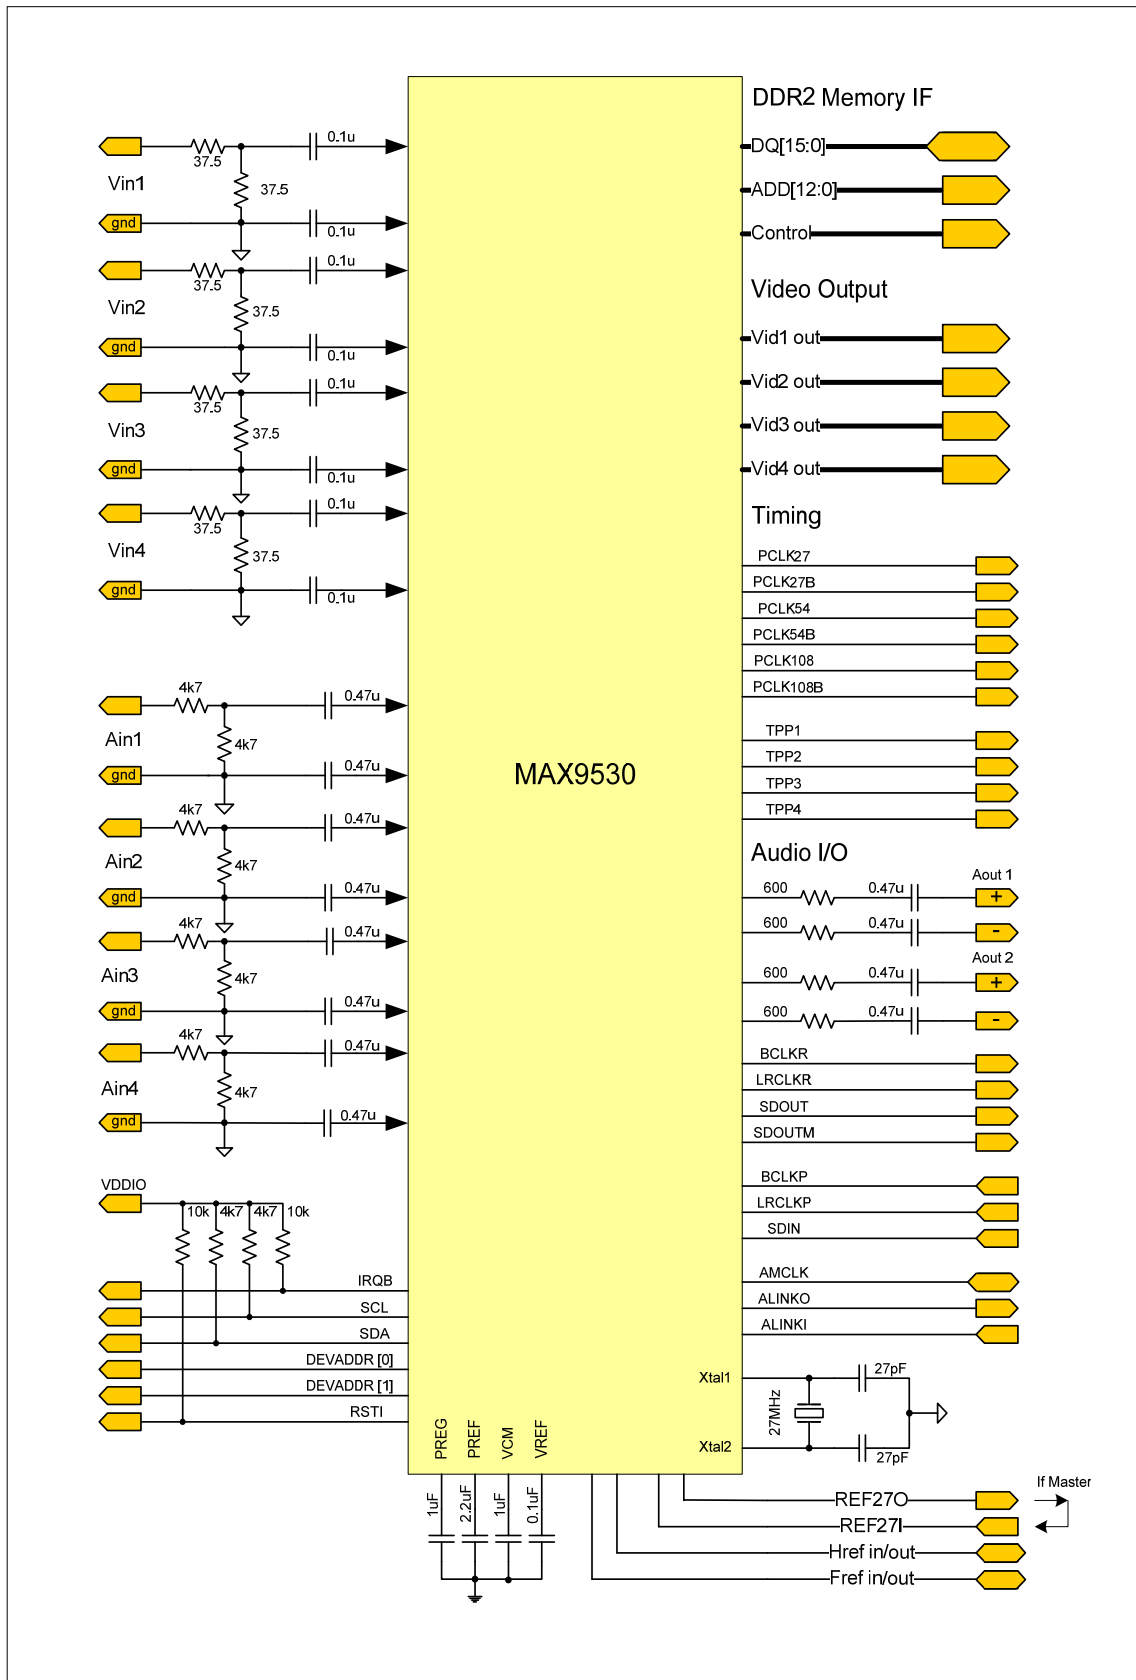 0.1u
37.5
Vin1
37.5
gnd
0.1u
0.1u
37.5
Vin2
37.5
gnd
0.1u
0.1u
37.5
Vin3
37.5
gnd
0.1u
0.1u
37.5
Vin4
37.5
gnd
0.1u
4k7
0.47u
Ain1
4k7
gnd
0.47u
4k7
0.47u
Ain2
4k7
gnd
0.47u
4k7
0.47u
Ain3
4k7
gnd
0.47u
4k7
0.47u
Ain4
4k7
gnd
0.47u
VDDIO
10k
4k7
4k7
10k
IRQB
SCL
SDA
DEVADDR [0]
DEVADDR [1]
RSTI
MAX9530
PREG
PREF
VCM
VREF
1uF
2.2uF
1uF
0.1uF
DDR2 Memory IF
DQ[15:0]
ADD[12:0]
Control
Video Output
Vid1 out
Vid2 out
Vid3 out
Vid4 out
Timing
PCLK27
PCLK27B
PCLK54
PCLK54B
PCLK108
PCLK108B
TPP1
TPP2
TPP3
TPP4
Audio I/O
Aout 1
600
0.47u
+
600
0.47u
-
Aout 2
600
0.47u
+
600
0.47u
-
BCLKR
LRCLKR
SDOUT
SDOUTM
BCLKP
LRCLKP
SDIN
AMCLK
ALINKO
ALINKI
Xtal1
27pF
27MHz
Xtal2
27pF
If Master
REF27O
REF27I
Href in/out
Fref in/out